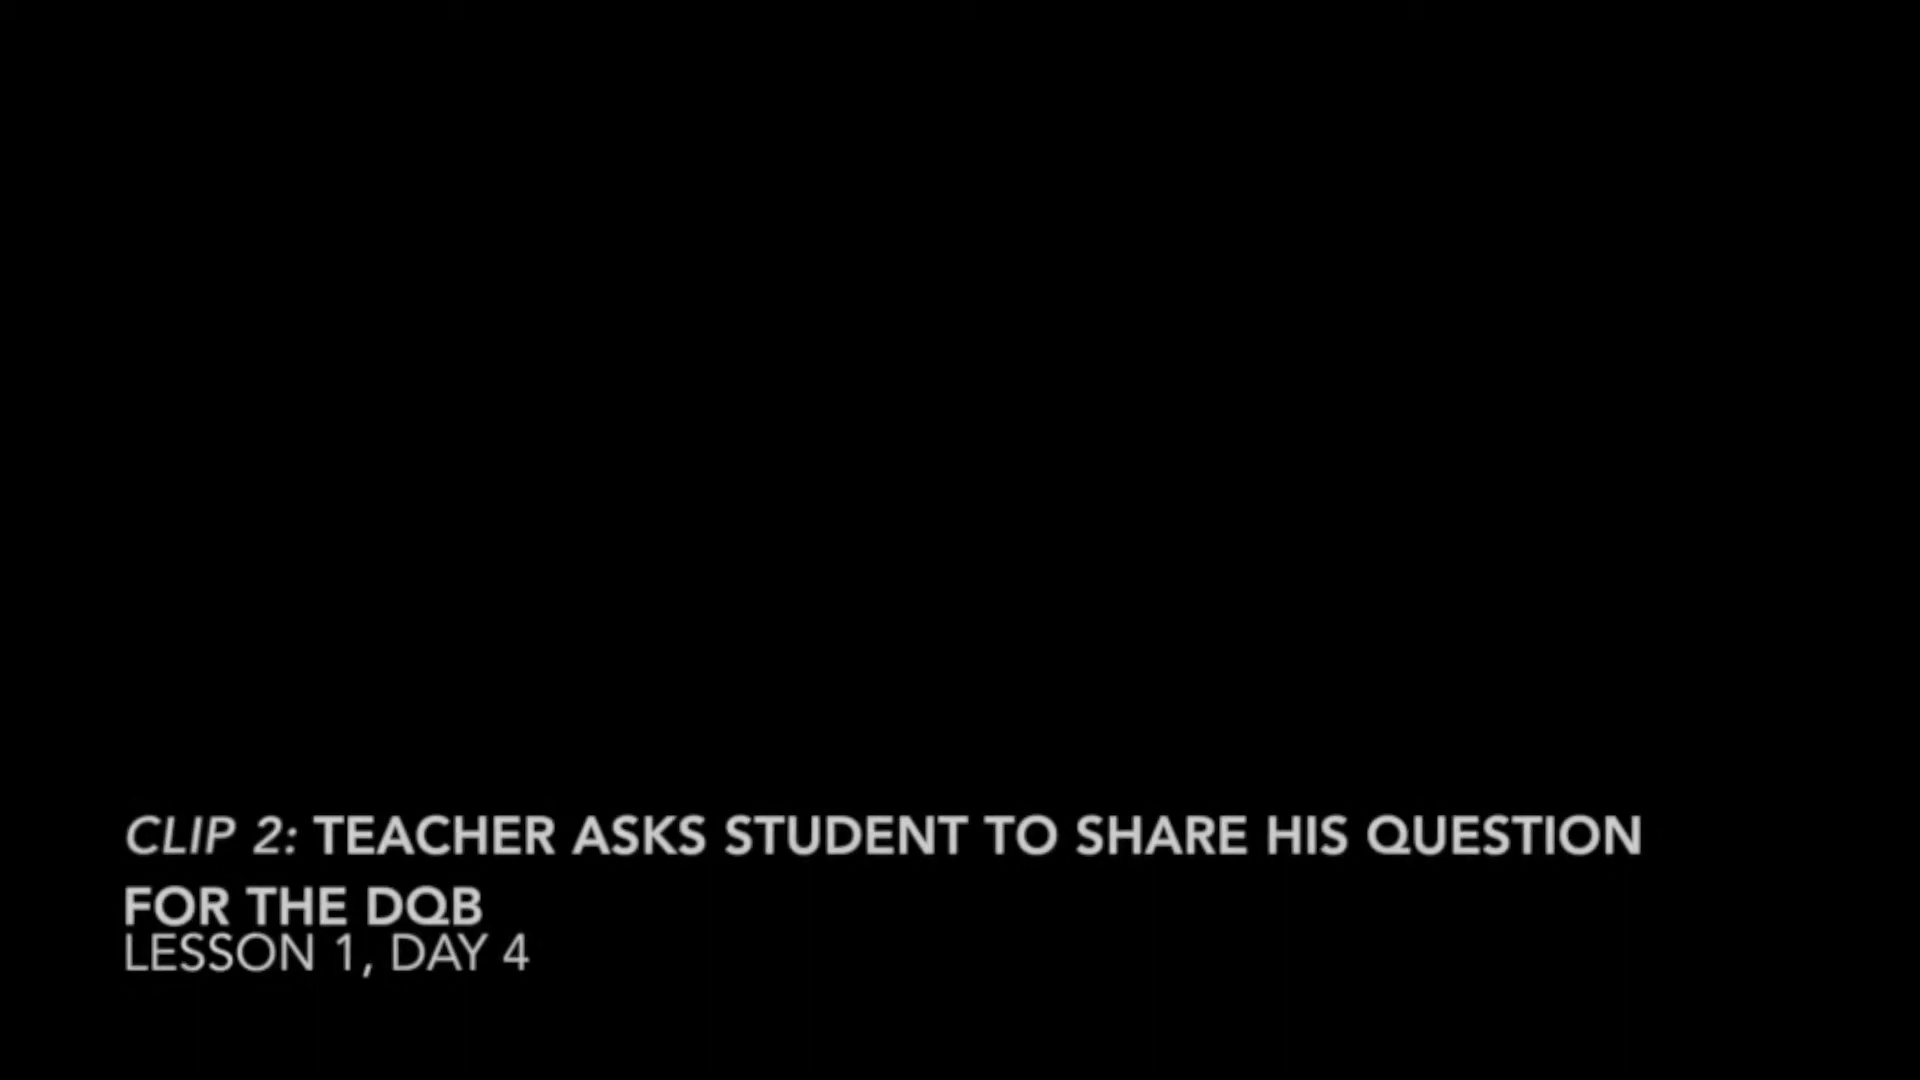 CLIP 2: TEACHER ASKS STUDENT TO SHARE HIS QUESTION
FOR THE DQB
LESSON 1, DAY 4